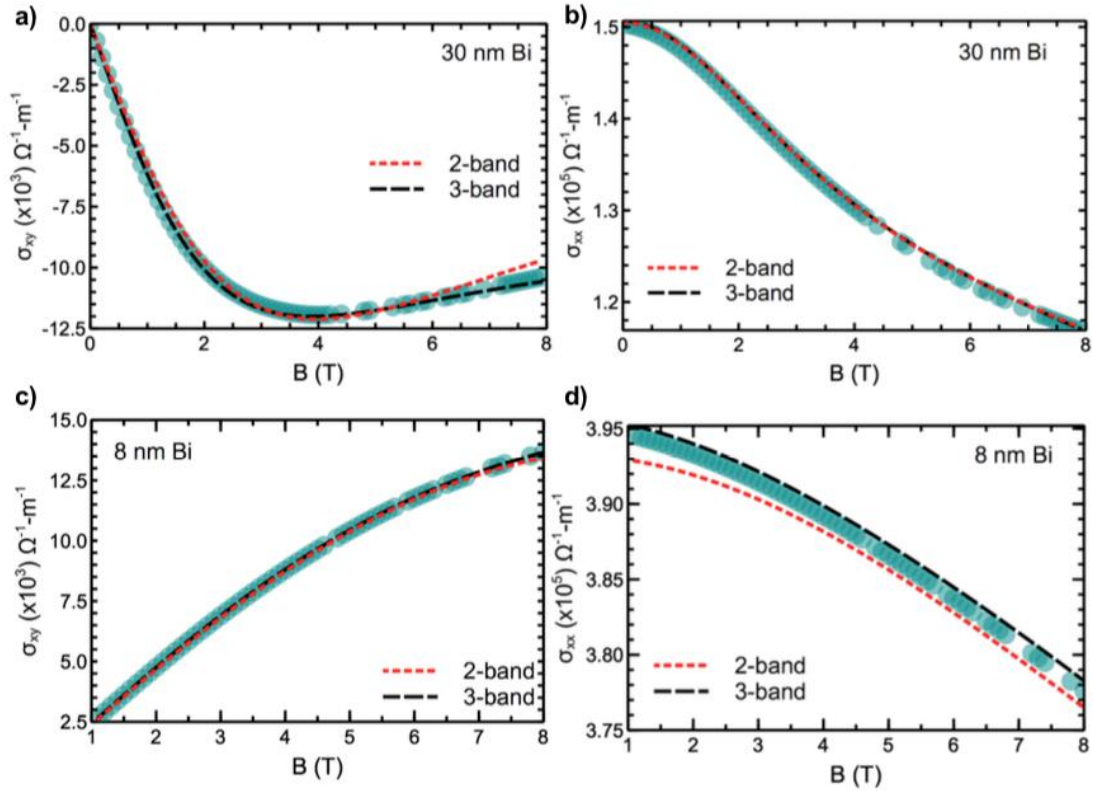 a)
0.0
-2.5
-5.0
-7.5
-10.0
-12.5
σxy (x10³) Ω⁻¹-m⁻¹
30 nm Bi
2-band
3-band
0 2 4 6 8
B (T)
b)
1.5
1.4
1.3
1.2
σxx (x10⁵) Ω⁻¹-m⁻¹
30 nm Bi
2-band
3-band
0 2 4 6 8
B (T)
c)
15.0
12.5
10.0
7.5
5.0
2.5
σxy (x10³) Ω⁻¹-m⁻¹
8 nm Bi
2-band
3-band
1 2 3 4 5 6 7 8
B (T)
d)
3.95
3.90
3.85
3.80
3.75
σxx (x10⁵) Ω⁻¹-m⁻¹
8 nm Bi
2-band
3-band
1 2 3 4 5 6 7 8
B (T)